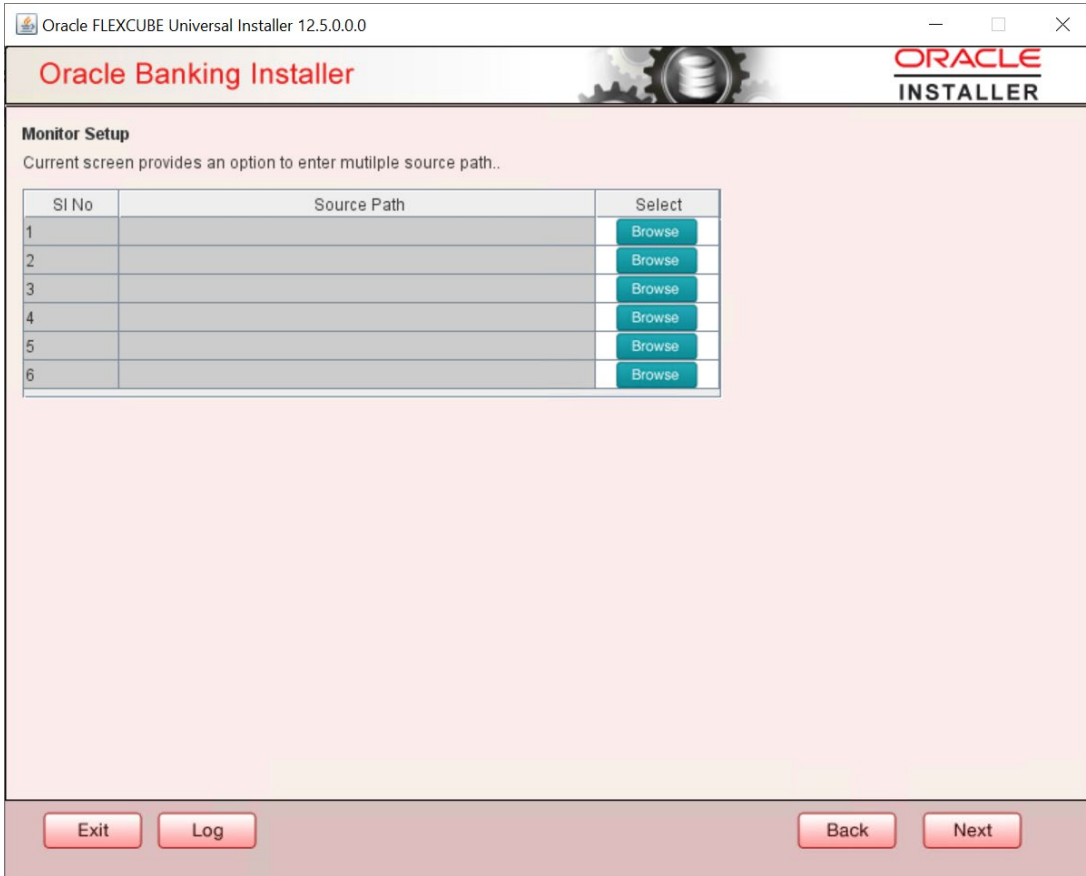 Oracle FLEXCUBE Universal Installer 12.5.0.0.0
Oracle Banking Installer
ORACLE
INSTALLER
Monitor Setup
Current screen provides an option to enter mutilple source path..
SI No Source Path Select
1 Browse
2 Browse
3 Browse
4 Browse
5 Browse
6 Browse
Exit Log Back Next